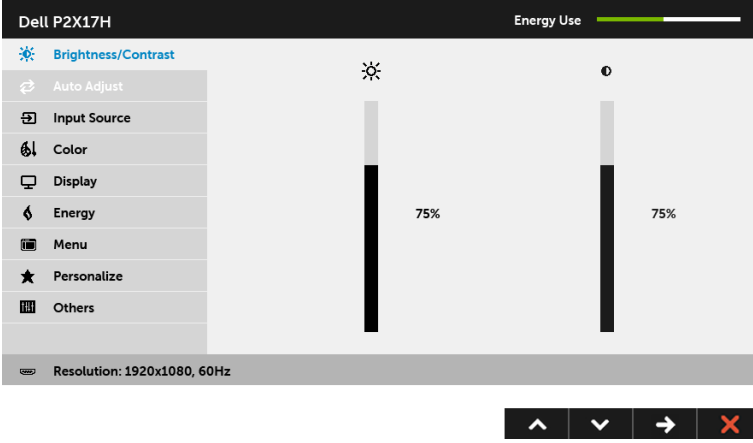 Dell P2X17H
Energy Use
Brightness/Contrast
Auto Adjust
Input Source
Color
Display
Energy
Menu
Personalize
Others
75%
75%
Resolution: 1920x1080, 60Hz